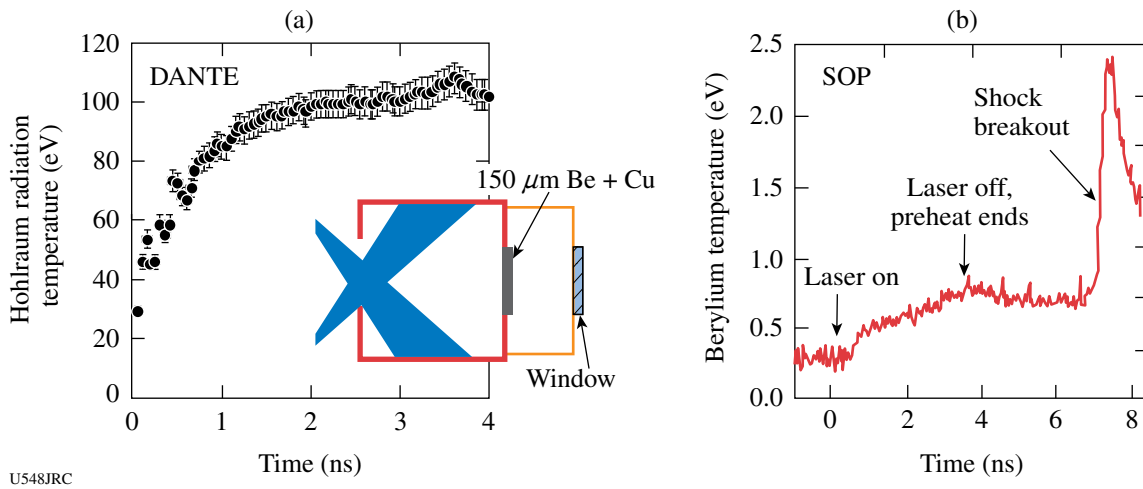 (a)
DANTE
Hohlraum radiation
temperature (eV)
120
100
80
60
40
20
0
150 μm Be + Cu
Window
0 1 2 3 4
Time (ns)
(b)
SOP
Berylium temperature (eV)
2.5
2.0
1.5
1.0
0.5
0.0
Shock
breakout
Laser off,
preheat ends
Laser on
0 2 4 6 8
Time (ns)
U548JRC